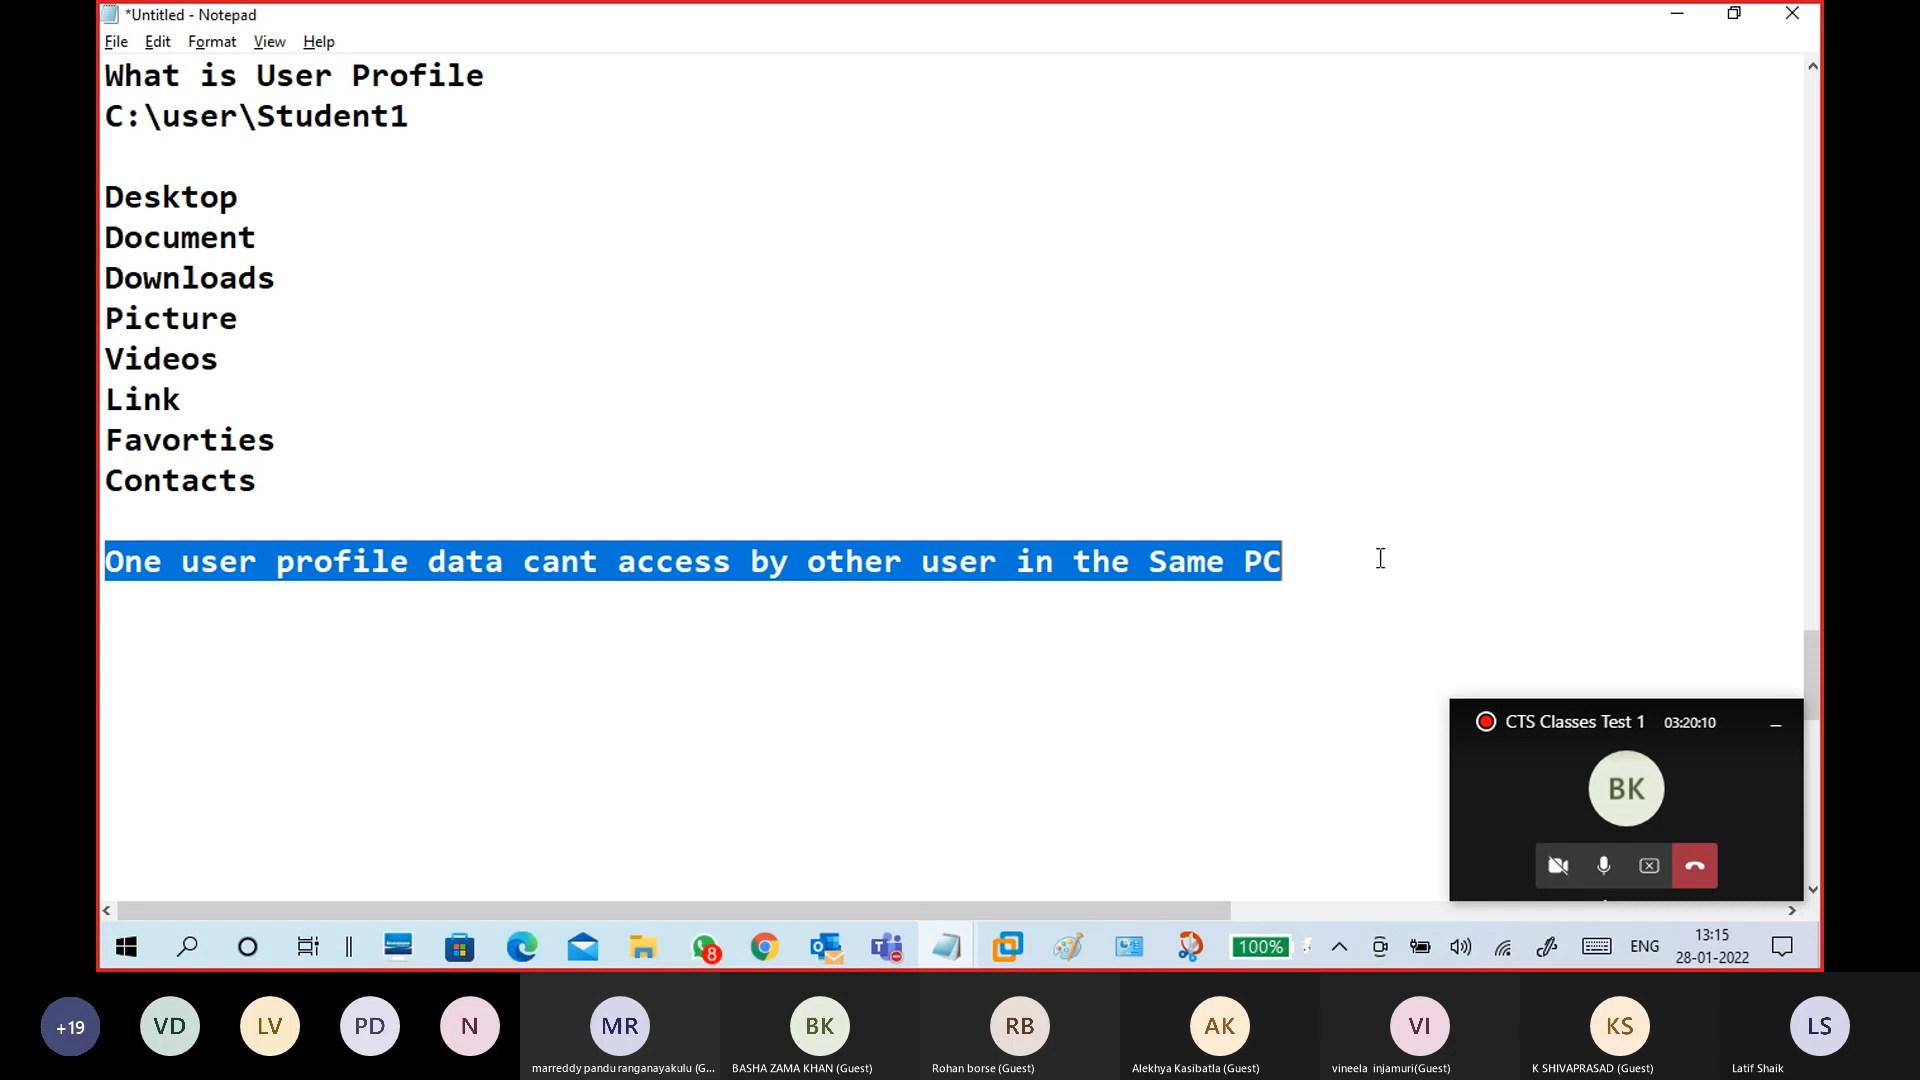 *Untitled - Notepad
File Edit Format View Help
What is User Profile
C:\user\Student1
Desktop
Document
Downloads
Picture
Videos
Link
Favorties
Contacts
One user profile data cant access by other user in the Same PC
CTS Classes Test 1 03:20:10
BK
8
100%
ENG
13:15
28-01-2022
+19
VD
LV
PD
N
MR
BK
RB
AK
VI
KS
LS
marreddy pandu ranganayakulu (G...
BASHA ZAMA KHAN (Guest)
Rohan borse (Guest)
Alekhya Kasibatla (Guest)
vineela injamuri(Guest)
K SHIVAPRASAD (Guest)
Latif Shaik